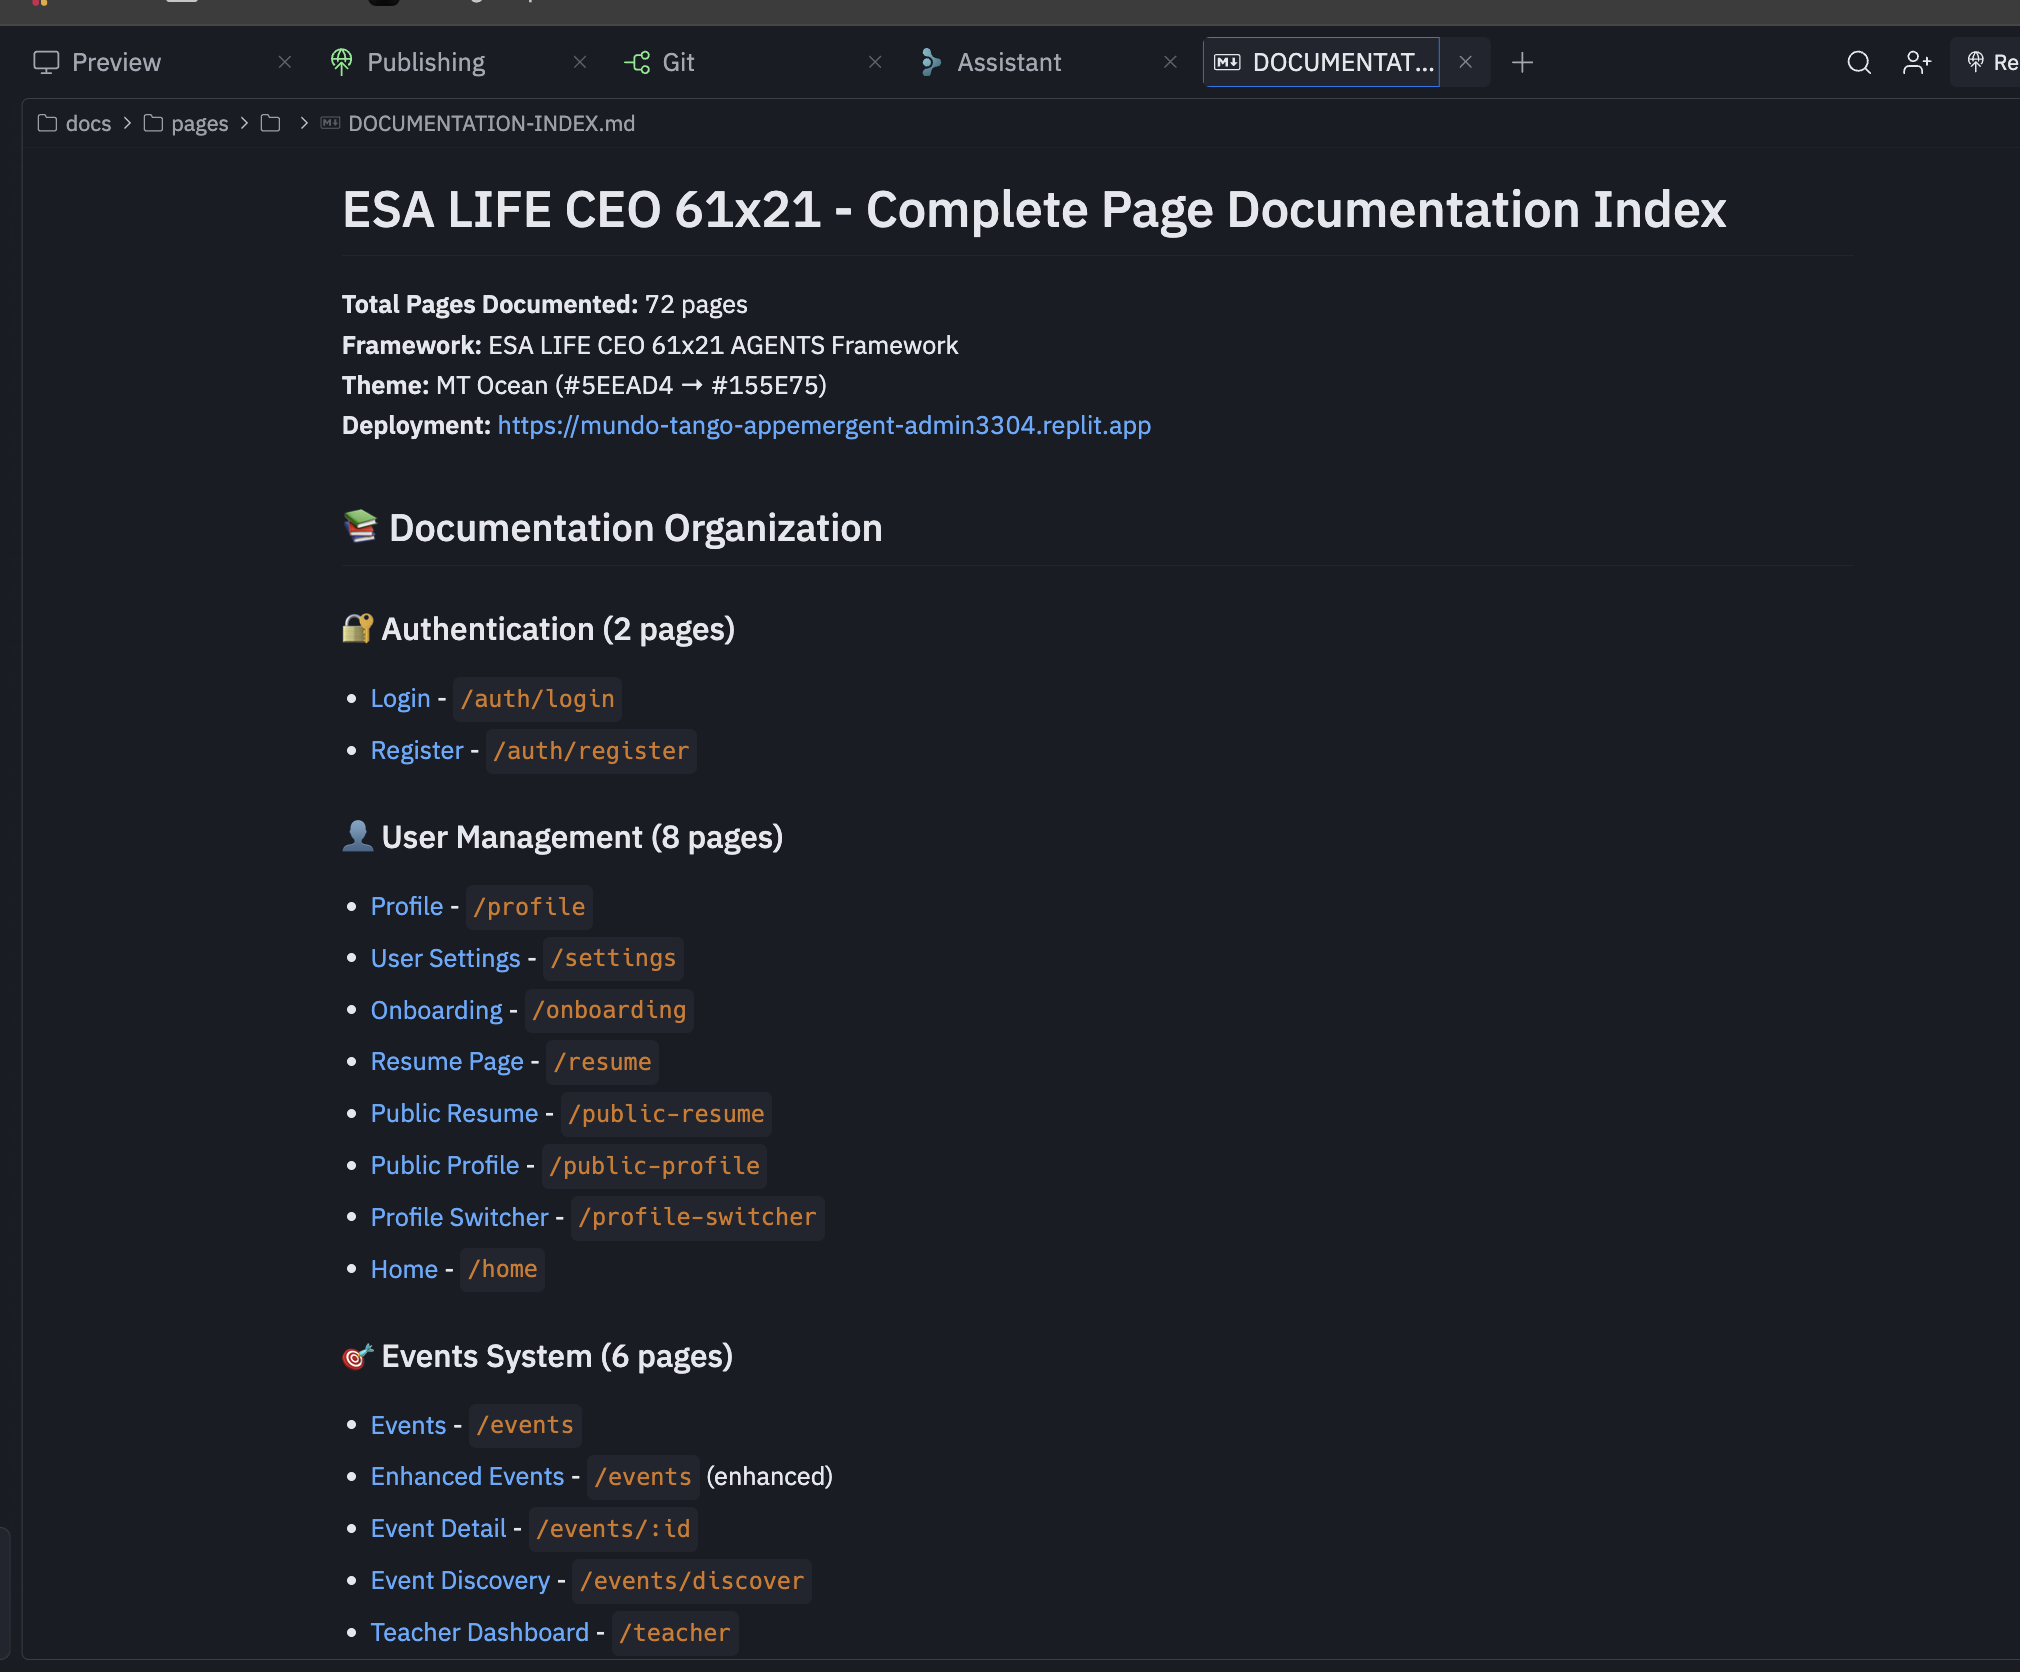 Preview
Publishing
Git
Assistant
DOCUMENTAT...
Re
docs > pages > > DOCUMENTATION-INDEX.md
ESA LIFE CEO 61x21 - Complete Page Documentation Index
Total Pages Documented: 72 pages
Framework: ESA LIFE CEO 61x21 AGENTS Framework
Theme: MT Ocean (#5EEAD4 → #155E75)
Deployment: https://mundo-tango-appemergent-admin3304.replit.app
📚 Documentation Organization
🔐 Authentication (2 pages)
• Login - /auth/login
• Register - /auth/register
👤 User Management (8 pages)
• Profile - /profile
• User Settings - /settings
• Onboarding - /onboarding
• Resume Page - /resume
• Public Resume - /public-resume
• Public Profile - /public-profile
• Profile Switcher - /profile-switcher
• Home - /home
🎯 Events System (6 pages)
• Events - /events
• Enhanced Events - /events (enhanced)
• Event Detail - /events/:id
• Event Discovery - /events/discover
• Teacher Dashboard - /teacher